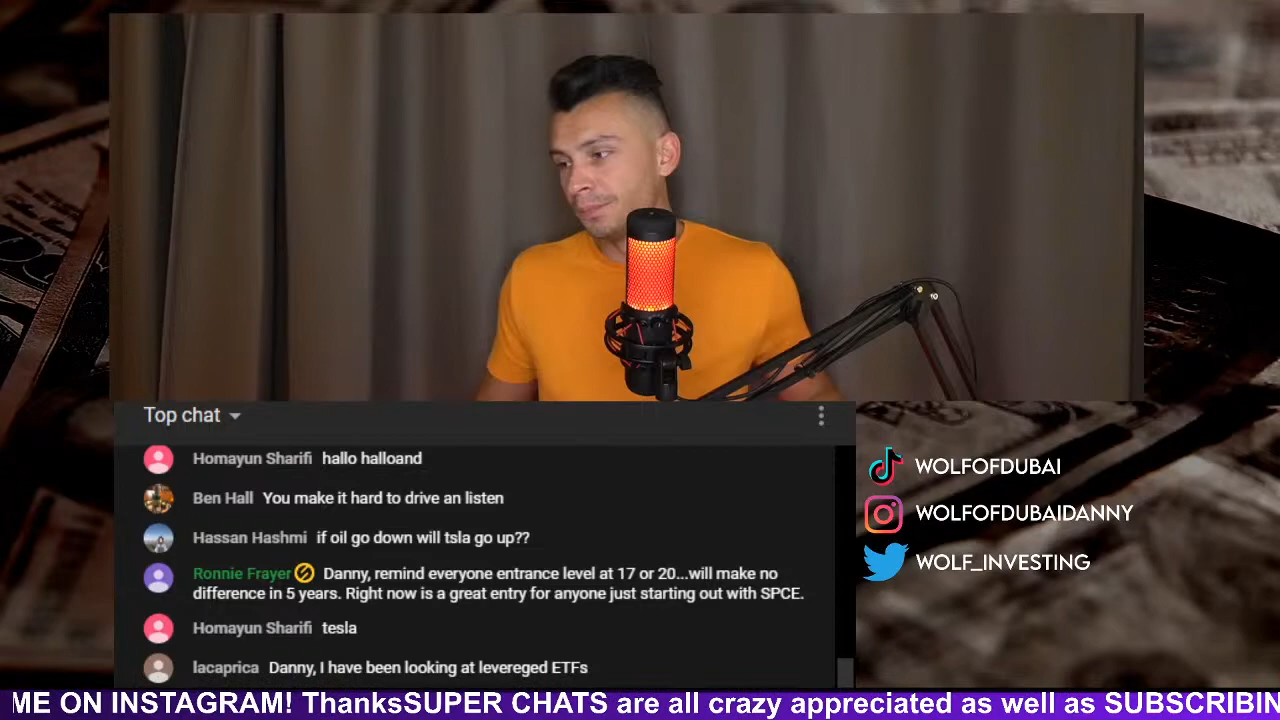 Top chat
Homayun Sharifi hallo halloand
Ben Hall You make it hard to drive an listen
Hassan Hashmi if oil go down will tsla go up??
Ronnie Frayer Danny, remind everyone entrance level at 17 or 20...will make no
difference in 5 years. Right now is a great entry for anyone just starting out with SPCE.
Homayun Sharifi tesla
lacaprica Danny, I have been looking at levereged ETFs
WOLFOFDUBAI
WOLFOFDUBAIDANNY
WOLF_INVESTING
ME ON INSTAGRAM! ThanksSUPER CHATS are all crazy appreciated as well as SUBSCRIBIN